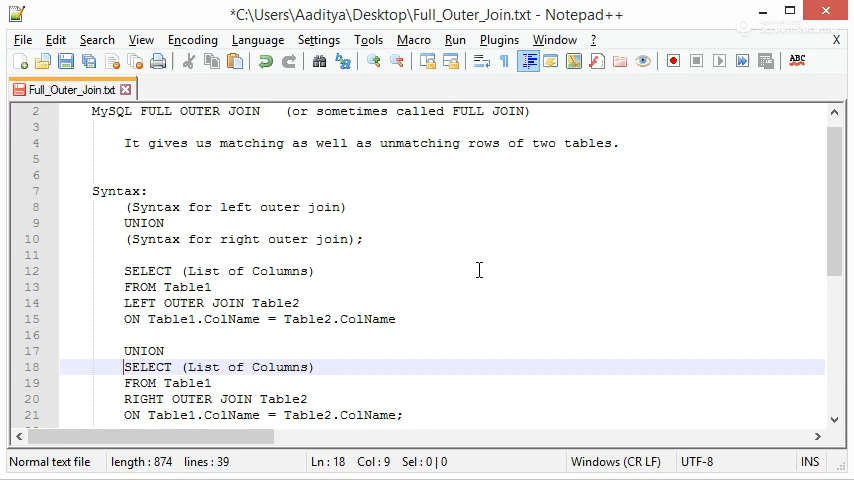 *C:\Users\Aaditya\Desktop\Full_Outer_Join.txt - Notepad++
File Edit Search View Encoding Language Settings Tools Macro Run Plugins Window ? X
Full_Outer_Join.txt
2 MySQL FULL OUTER JOIN (or sometimes called FULL JOIN)
3
4 It gives us matching as well as unmatching rows of two tables.
5
6
7 Syntax:
8 (Syntax for left outer join)
9 UNION
10 (Syntax for right outer join);
11
12 SELECT (List of Columns)
13 FROM Table1
14 LEFT OUTER JOIN Table2
15 ON Table1.ColName = Table2.ColName
16
17 UNION
18 SELECT (List of Columns)
19 FROM Table1
20 RIGHT OUTER JOIN Table2
21 ON Table1.ColName = Table2.ColName;
Normal text file length : 874 lines : 39 Ln : 18 Col : 9 Sel : 0 | 0 Windows (CR LF) UTF-8 INS